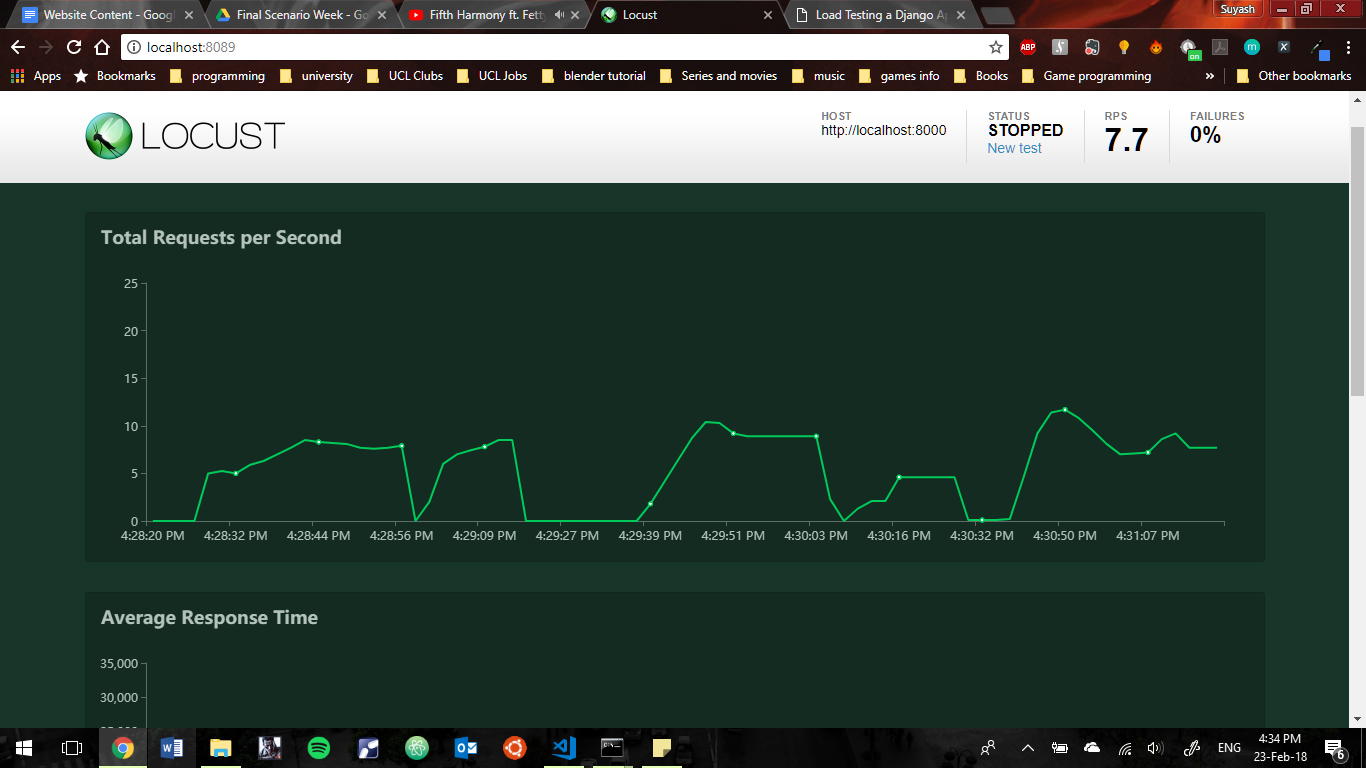 Website Content - Googl
Final Scenario Week - Go
Fifth Harmony ft. Fetty
Locust
Load Testing a Django Ap
Suyash
localhost:8089
ABP
on
Apps
Bookmarks
programming
university
UCL Clubs
UCL Jobs
blender tutorial
Series and movies
music
games info
Books
Game programming
»
Other bookmarks
LOCUST
HOST
http://localhost:8000
STATUS
STOPPED
New test
RPS
7.7
FAILURES
0%
Total Requests per Second
25
20
15
10
5
0
4:28:20 PM
4:28:32 PM
4:28:44 PM
4:28:56 PM
4:29:09 PM
4:29:27 PM
4:29:39 PM
4:29:51 PM
4:30:03 PM
4:30:16 PM
4:30:32 PM
4:30:50 PM
4:31:07 PM
Average Response Time
35,000
30,000
ENG
4:34 PM
23-Feb-18
6